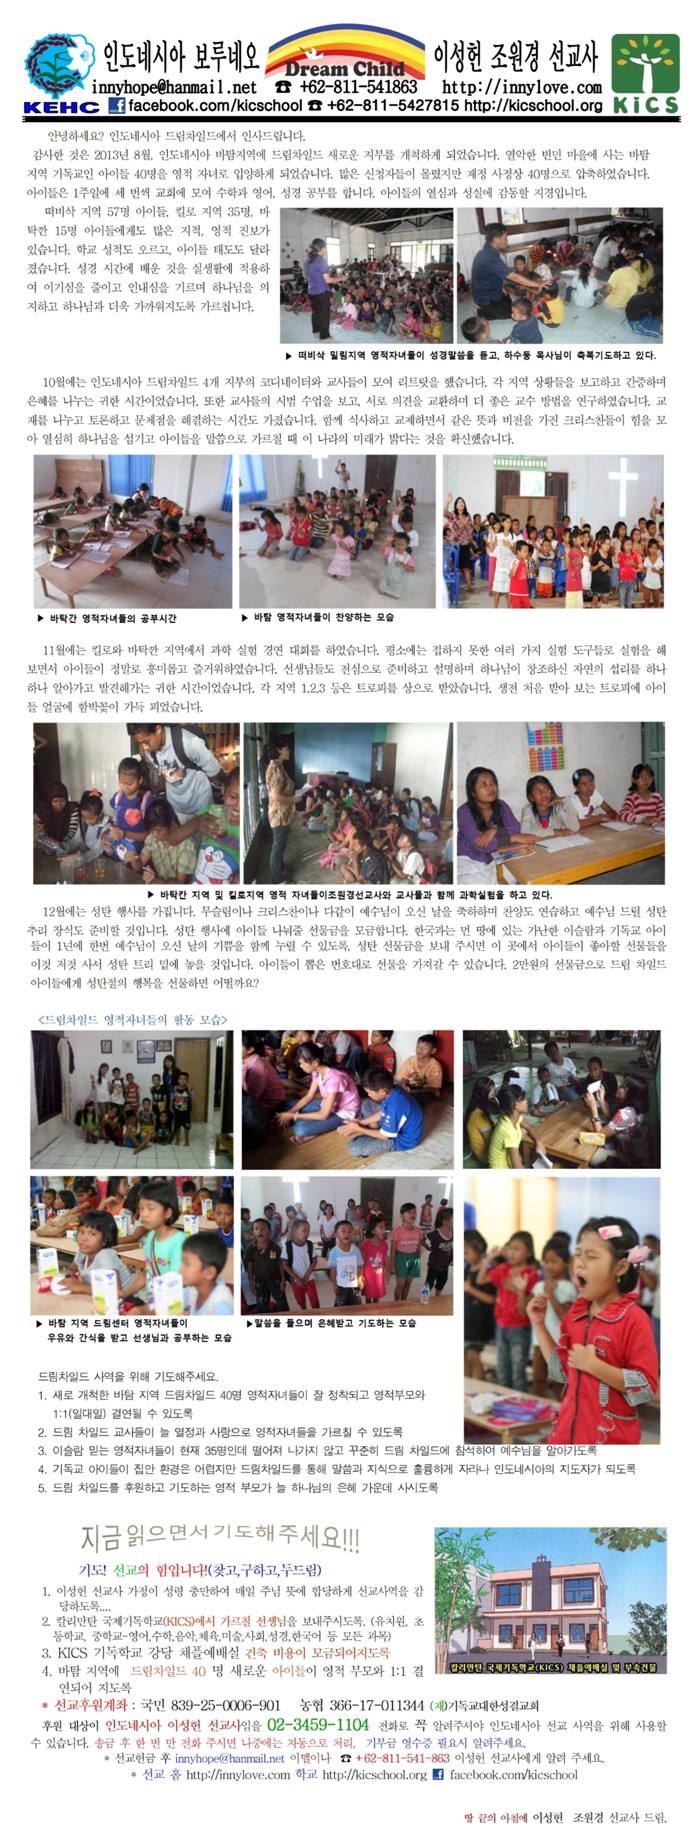 인도네시아 보루네오
innyhope@hanmail.net
Dream Child
이성헌 조원경 선교사
☎ +62-811-541863 http://innylove.com
KEHC
facebook.com/kicschool ☎ +62-811-5427815 http://kicschool.org
KiCS
안녕하세요? 인도네시아 드림차일드에서 인사드립니다.
감사한 것은 2013년 8월, 인도네시아 바탐지역에 드림차일드 새로운 지부를 개척하게 되었습니다. 열악한 빈민 마을에 사는 바탐
지역 기독교인 아이들 40명을 영적 자녀로 입양하게 되었습니다. 많은 신청자들이 몰렸지만 재정 사정상 40명으로 압축하였습니다.
아이들은 1주일에 세 번씩 교회에 모여 수학과 영어, 성경 공부를 합니다. 아이들의 열심과 성실에 감동할 지경입니다.
떠비삭 지역 57명 아이들, 킬로 지역 35명, 바
탁깐 15명 아이들에게도 많은 지적, 영적 진보가
있습니다. 학교 성적도 오르고, 아이들 태도도 달라
졌습니다. 성경 시간에 배운 것을 실생활에 적용하
여 이기심을 줄이고 인내심을 기르며 하나님을 의
지하고 하나님과 더욱 가까워지도록 가르칩니다.
▶ 떠비삭 밀림지역 영적자녀들이 성경말씀을 듣고, 하수동 목사님이 축복기도하고 있다.
10월에는 인도네시아 드림차일드 4개 지부의 코디네이터와 교사들이 모여 리트릿을 했습니다. 각 지역 상황들을 보고하고 간증하며
은혜를 나누는 귀한 시간이었습니다. 또한 교사들의 시범 수업을 보고, 서로 의견을 교환하며 더 좋은 교수 방법을 연구하였습니다. 교
재를 나누고 토론하고 문제점을 해결하는 시간도 가졌습니다. 함께 식사하고 교제하면서 같은 뜻과 비전을 가진 크리스찬들이 힘을 모
아 열심히 하나님을 섬기고 아이들을 말씀으로 가르칠 때 이 나라의 미래가 밝다는 것을 확신했습니다.
▶ 바탁간 영적자녀들의 공부시간
▶ 바탐 영적자녀들이 찬양하는 모습
11월에는 킬로와 바탁깐 지역에서 과학 실험 경연 대회를 하였습니다. 평소에는 접하지 못한 여러 가지 실험 도구들로 실험을 해
보면서 아이들이 정말로 흥미롭고 즐거워하였습니다. 선생님들도 전심으로 준비하고 설명하며 하나님이 창조하신 자연의 섭리를 하나
하나 알아가고 발견해가는 귀한 시간이었습니다. 각 지역 1,2,3 등은 트로피를 상으로 받았습니다. 생전 처음 받아 보는 트로피에 아이
들 얼굴에 함박꽃이 가득 피었습니다.
▶ 바탁칸 지역 및 킬로지역 영적 자녀들이조원경선교사와 교사들과 함께 과학실험을 하고 있다.
12월에는 성탄 행사를 가집니다. 무슬림이나 크리스찬이나 다같이 예수님이 오신 날을 축하하며 찬양도 연습하고 예수님 드릴 성탄
추리 장식도 준비할 것입니다. 성탄 행사에 아이들 나눠줄 선물금을 모금합니다. 한국과는 먼 땅에 있는 가난한 이슬람과 기독교 아이
들이 1년에 한번 예수님이 오신 날의 기쁨을 함께 누릴 수 있도록, 성탄 선물금을 보내 주시면 이 곳에서 아이들이 좋아할 선물들을
이것 저것 사서 성탄 트리 밑에 놓을 것입니다. 아이들이 뽑은 번호대로 선물을 가져갈 수 있습니다. 2만원의 선물금으로 드림 차일드
아이들에게 성탄절의 행복을 선물하면 어떨까요?
<드림차일드 영적자녀들의 활동 모습>
▶ 바탐 지역 드림센터 영적자녀들이
우유와 간식을 받고 선생님과 공부하는 모습
▶말씀을 들으며 은혜받고 기도하는 모습
드림차일드 사역을 위해 기도해주세요.
1. 새로 개척한 바탐 지역 드림차일드 40명 영적자녀들이 잘 정착되고 영적부모와
1:1(일대일) 결연될 수 있도록
2. 드림 차일드 교사들이 늘 열정과 사랑으로 영적자녀들을 가르칠 수 있도록
3. 이슬람 믿는 영적자녀들이 현재 35명인데 떨어져 나가지 않고 꾸준히 드림 차일드에 참석하여 예수님을 알아가도록
4. 기독교 아이들이 집안 환경은 어렵지만 드림차일드를 통해 말씀과 지식으로 훌륭하게 자라나 인도네시아의 지도자가 되도록
5. 드림 차일드를 후원하고 기도하는 영적 부모가 늘 하나님의 은혜 가운데 사시도록
지금 읽으면서 기도해 주세요!!!
기도! 선교의 힘입니다!(찾고,구하고,두드림)
1. 이성헌 선교사 가정이 성령 충만하여 매일 주님 뜻에 합당하게 선교사역을 감
당하도록....
2. 칼리만탄 국제기독학교(KICS)에서 가르칠 선생님을 보내주시도록. (유치원, 초
등학교, 중학교-영어,수학,음악,체육,미술,사회,성경,한국어 등 모든 과목)
3. KICS 기독학교 강당 채플예배실 건축 비용이 모금되어지도록
4. 바탐 지역에 드림차일드 40 명 새로운 아이들이 영적 부모와 1:1 결
연되어 지도록
칼리만탄 국제기독학교(KICS) 채플예배실 및 부속건물
* 선교후원계좌 : 국민 839-25-0006-901 농협 366-17-011344 (재)기독교대한성결교회
후원 대상이 인도네시아 이성헌 선교사임을 02-3459-1104 전화로 꼭 알려주셔야 인도네시아 선교 사역을 위해 사용할
수 있습니다. 송금 후 한 번 만 전화 주시면 나중에는 자동으로 처리, 기부금 영수증 필요시 알려주세요.
* 선교헌금 후 innyhope@hanmail.net 이멜이나 ☎ +62-811-541-863 이성헌 선교사에게 알려 주세요.
* 선교 홈 http://innylove.com 학교 http://kicschool.org facebook.com/kicschool
땅 끝의 아침에 이성헌 조원경 선교사 드림.